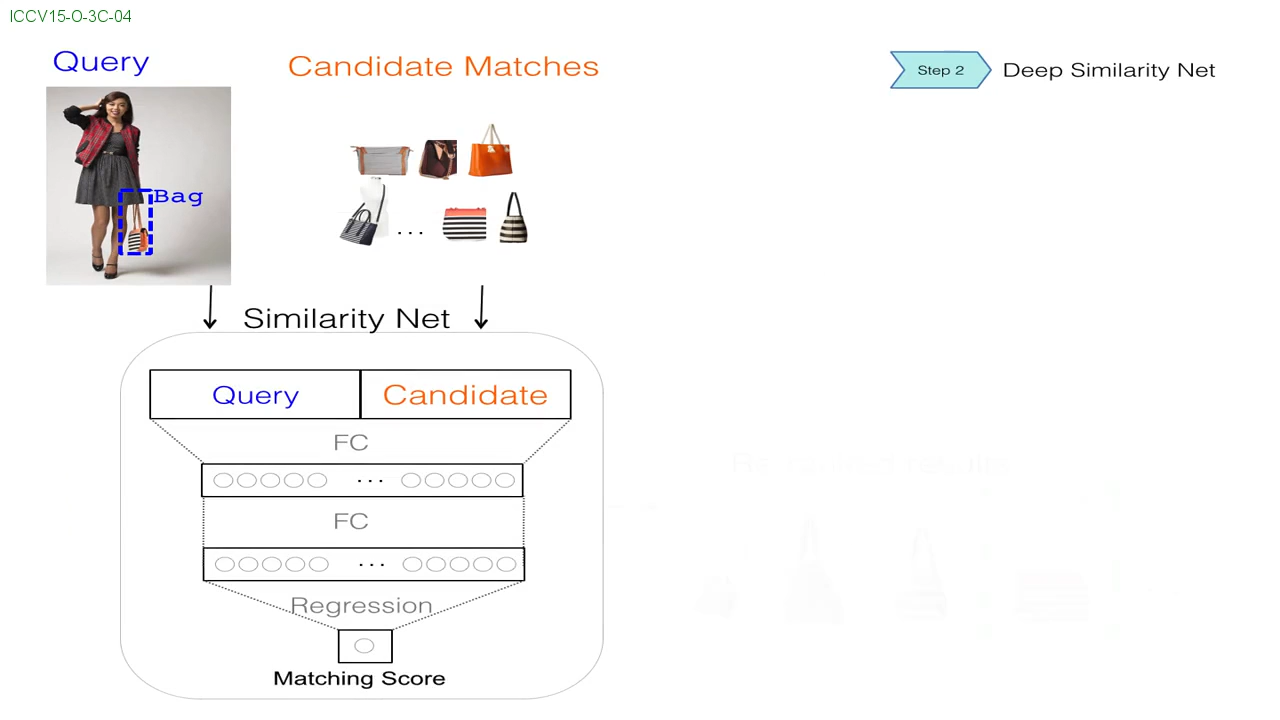 ICCV15-O-3C-04
Query
Candidate Matches
Step 2
Deep Similarity Net
Bag
...
Similarity Net
Query
Candidate
FC
...
FC
...
Regression
Matching Score